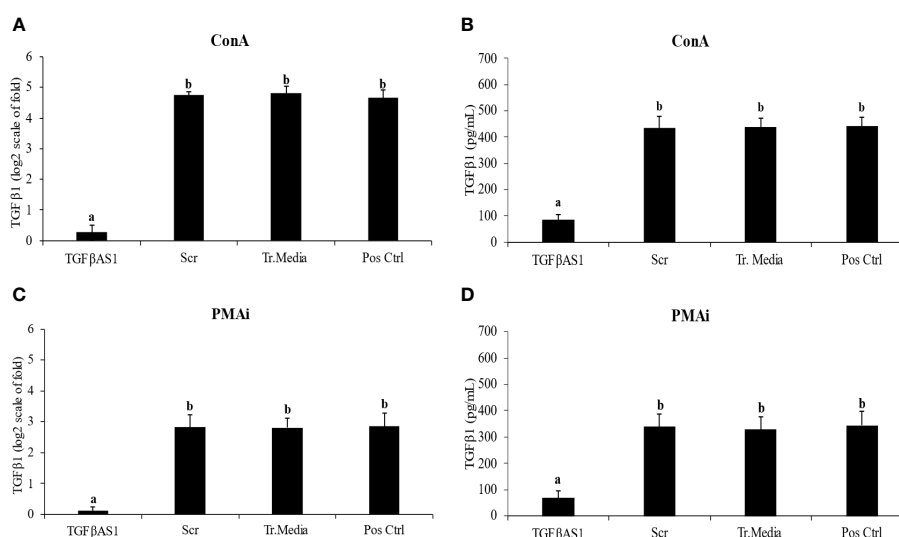 A
ConA
TGFβ1 (log2 scale of fold)
6
5
4
3
2
1
0
b
b
b
a
TGFβAS1
Scr
Tr.Media
Pos Ctrl
B
ConA
TGFβ1 (pg/mL)
700
600
500
400
300
200
100
0
b
b
b
a
TGFβAS1
Scr
Tr. Media
Pos Ctrl
C
PMAi
TGFβ1 (log2 scale of fold)
6
5
4
3
2
1
0
b
b
b
a
TGFβAS1
Scr
Tr.Media
Pos Ctrl
D
PMAi
TGFβ1 (pg/mL)
700
600
500
400
300
200
100
0
b
b
b
a
TGFβAS1
Scr
Tr.Media
Pos Ctrl